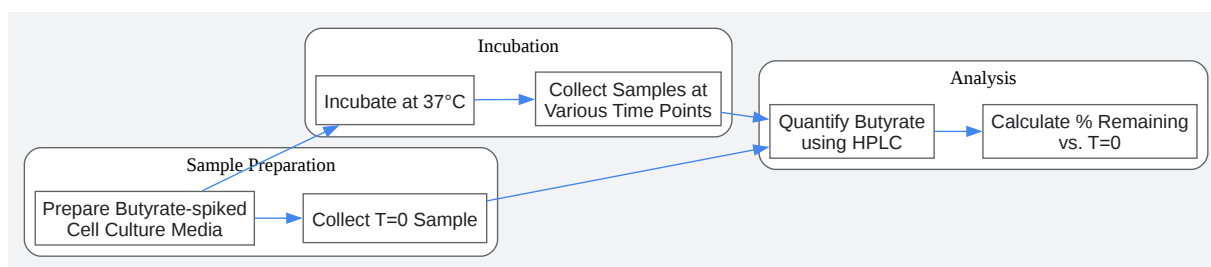 Sample Preparation
Prepare Butyrate-spiked
Cell Culture Media
Collect T=0 Sample
Incubation
Incubate at 37°C
Collect Samples at
Various Time Points
Analysis
Quantify Butyrate
using HPLC
Calculate % Remaining
vs. T=0